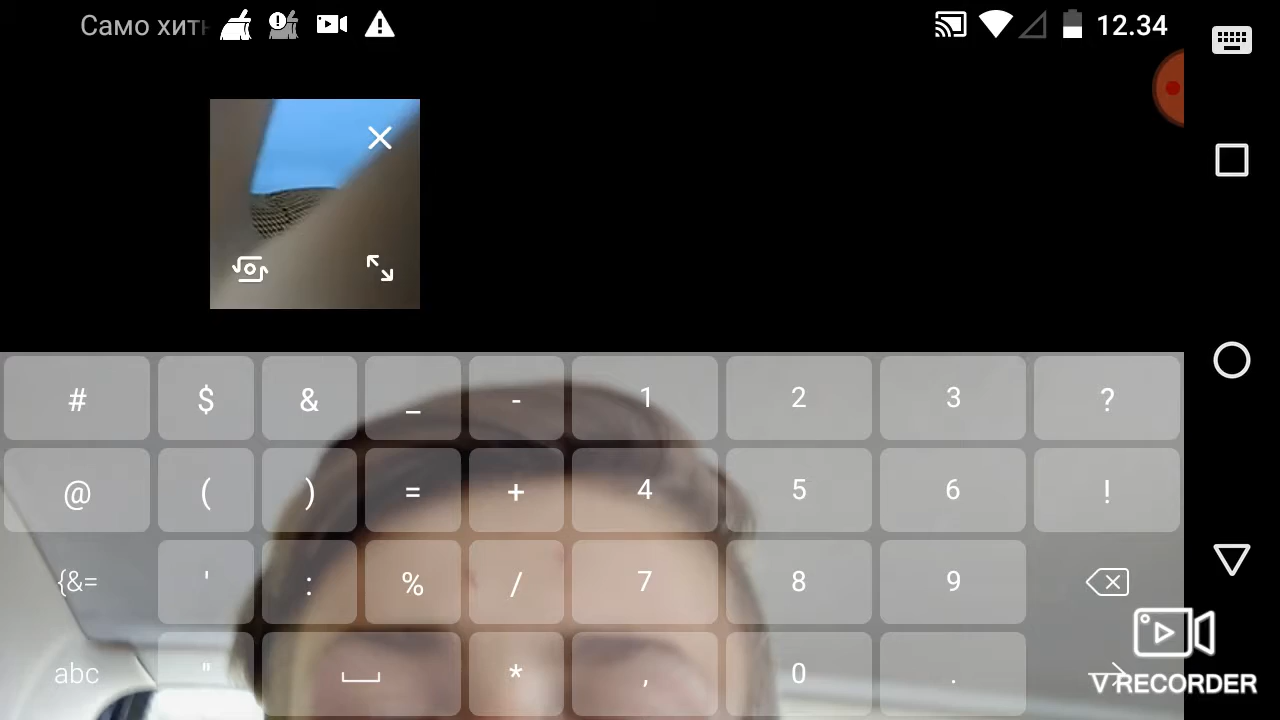 Само хит
12.34
# $ & _ - 1 2 3 ?
@ ( ) = + 4 5 6 !
{&= ' : % / 7 8 9
abc " * , 0 .
V RECORDER